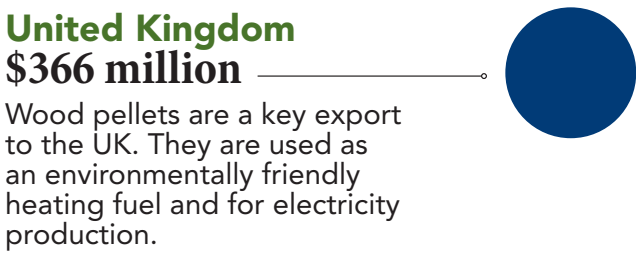 United Kingdom
$366 million
Wood pellets are a key export
to the UK. They are used as
an environmentally friendly
heating fuel and for electricity
production.